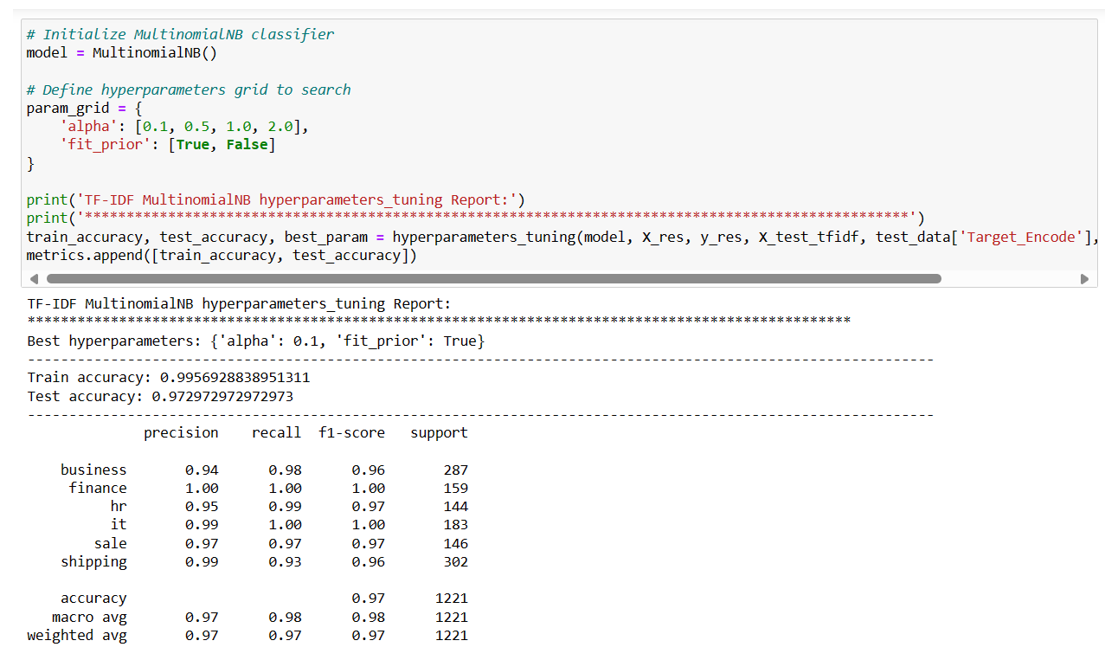 # Initialize MultinomialNB classifier
model = MultinomialNB()
# Define hyperparameters grid to search
param_grid = {
    'alpha': [0.1, 0.5, 1.0, 2.0],
    'fit_prior': [True, False]
}
print('TF-IDF MultinomialNB hyperparameters_tuning Report:')
print('***************************************************************************************************')
train_accuracy, test_accuracy, best_param = hyperparameters_tuning(model, X_res, y_res, X_test_tfidf, test_data['Target_Encode'],
metrics.append([train_accuracy, test_accuracy])
TF-IDF MultinomialNB hyperparameters_tuning Report:
***************************************************************************************************
Best hyperparameters: {'alpha': 0.1, 'fit_prior': True}
-------------------------------------------------------------------------------------------------------------
Train accuracy: 0.9956928838951311
Test accuracy: 0.972972972972973
-------------------------------------------------------------------------------------------------------------
              precision    recall  f1-score   support
    business       0.94      0.98      0.96       287
     finance       1.00      1.00      1.00       159
          hr       0.95      0.99      0.97       144
          it       0.99      1.00      1.00       183
        sale       0.97      0.97      0.97       146
    shipping       0.99      0.93      0.96       302
    accuracy                           0.97      1221
   macro avg       0.97      0.98      0.98      1221
weighted avg       0.97      0.97      0.97      1221